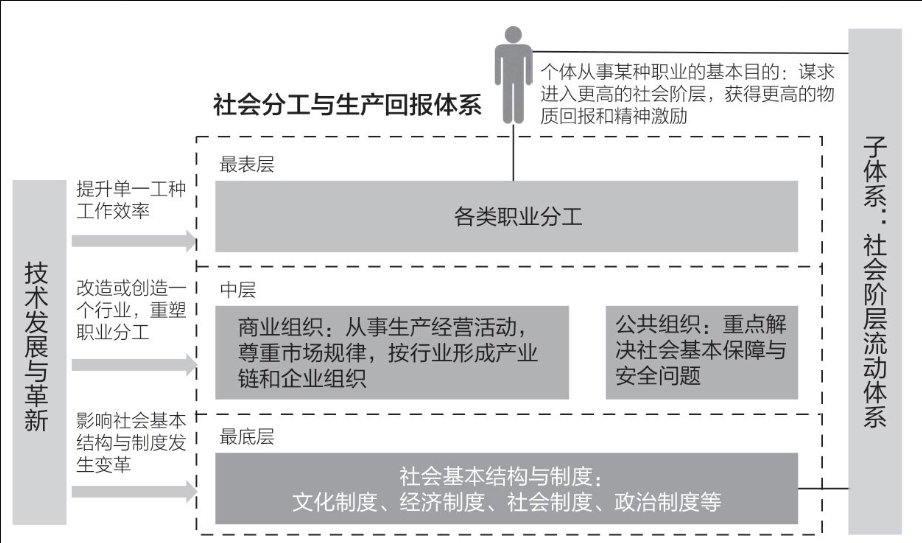 个体从事某种职业的基本目的：谋求
进入更高的社会阶层，获得更高的物
质回报和精神激励
社会分工与生产回报体系
最表层
各类职业分工
提升单一工种
工作效率
技术发展与革新
改造或创造一
个行业，重塑
职业分工
中层
商业组织：从事生产经营活动，
尊重市场规律，按行业形成产业
链和企业组织
公共组织：重点解
决社会基本保障与
安全问题
影响社会基本
结构与制度发
生变革
最底层
社会基本结构与制度：
文化制度、经济制度、社会制度、政治制度等
子体系：社会阶层流动体系